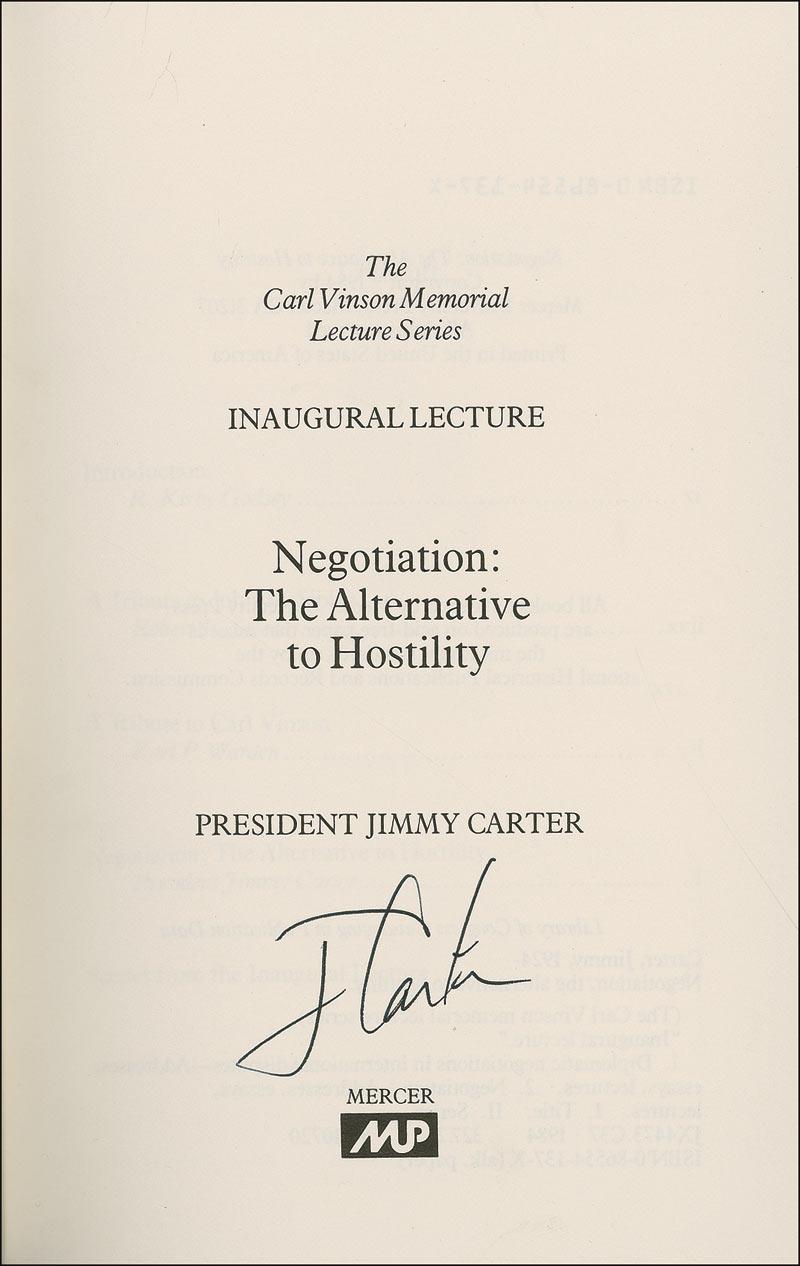 The
Carl Vinson Memorial
Lecture Series
INAUGURAL LECTURE
Negotiation:
The Alternative
to Hostility
PRESIDENT JIMMY CARTER
J Carter
MERCER
MUP